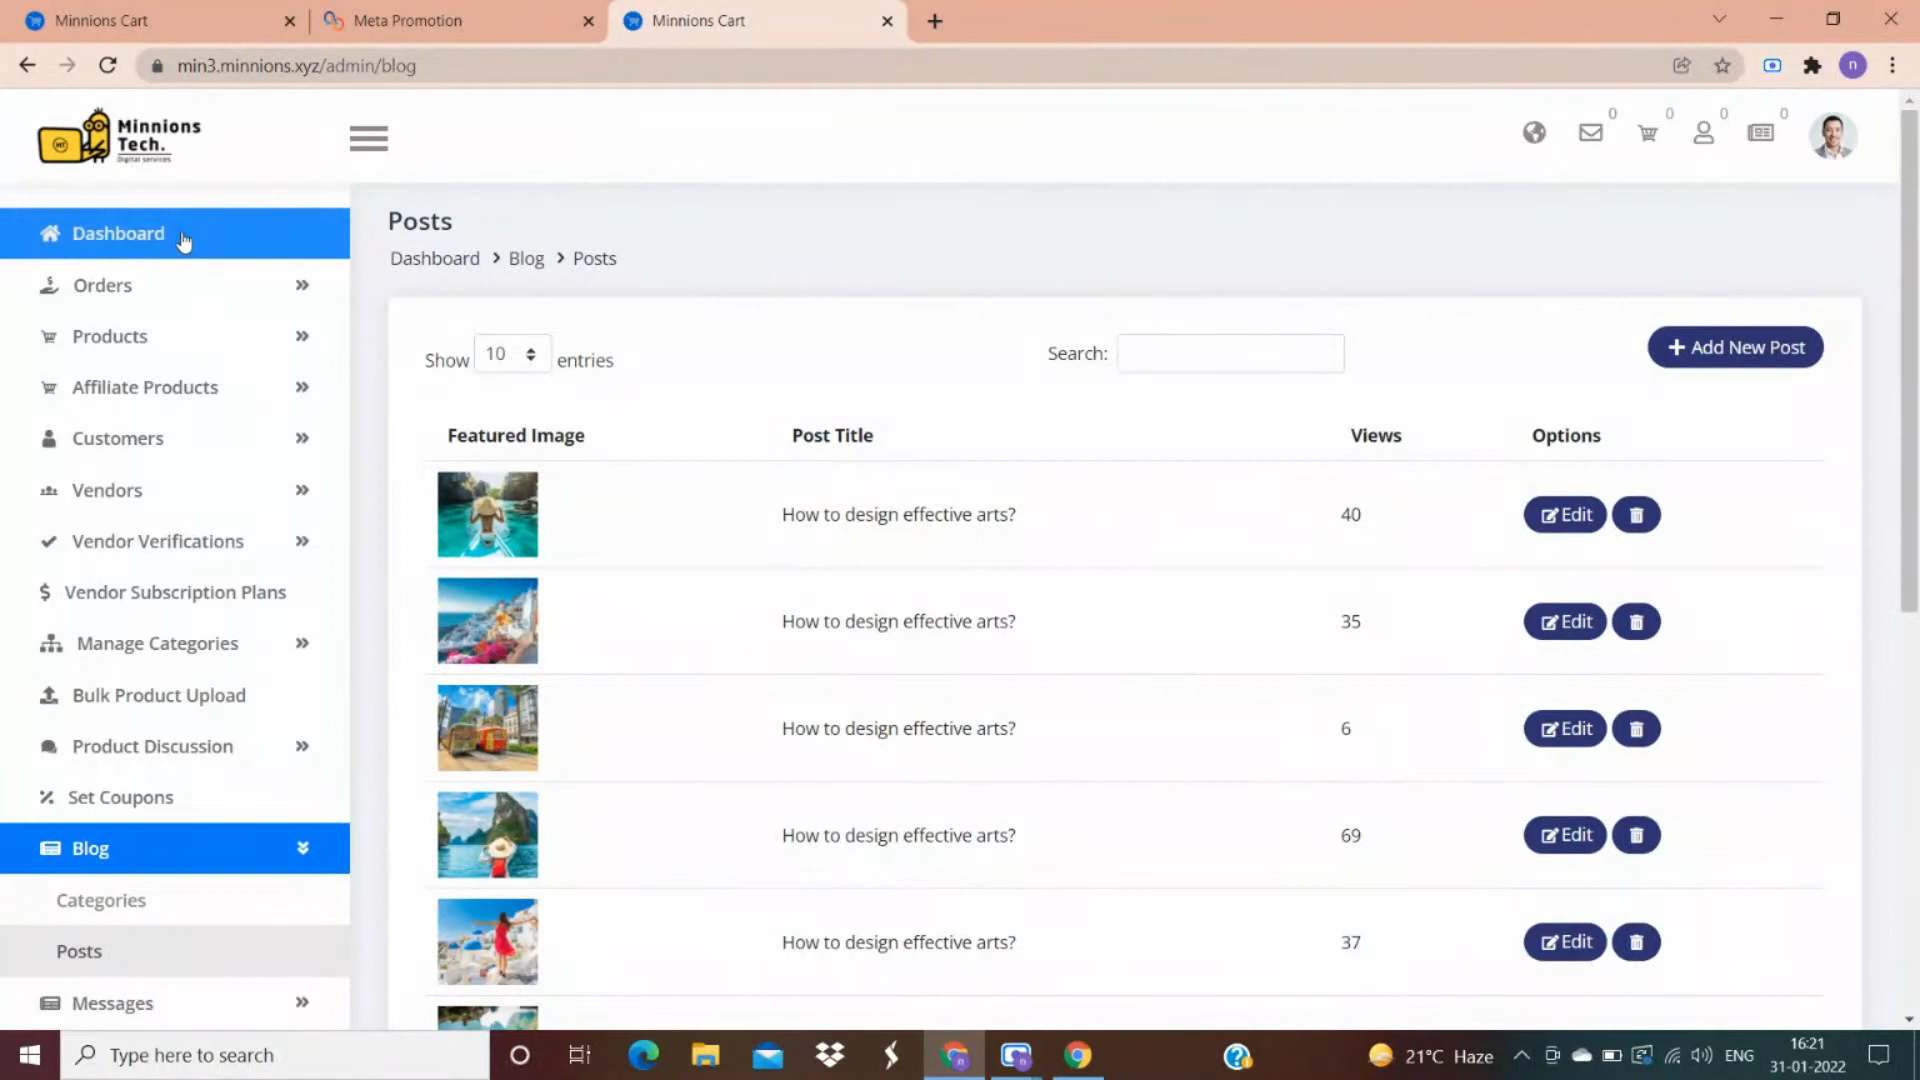 Minnions Cart
Meta Promotion
Minnions Cart
min3.minnions.xyz/admin/blog
n
Minnions
Tech.
Digital services
MT
0
0
0
0
Dashboard
Orders
Products
Affiliate Products
Customers
Vendors
Vendor Verifications
Vendor Subscription Plans
Manage Categories
Bulk Product Upload
Product Discussion
Set Coupons
Blog
Categories
Posts
Messages
Posts
Dashboard > Blog > Posts
Show 10 entries
Search:
+ Add New Post
Featured Image Post Title Views Options
How to design effective arts? 40 Edit
How to design effective arts? 35 Edit
How to design effective arts? 6 Edit
How to design effective arts? 69 Edit
How to design effective arts? 37 Edit
Type here to search
21°C Haze
ENG
16:21
31-01-2022